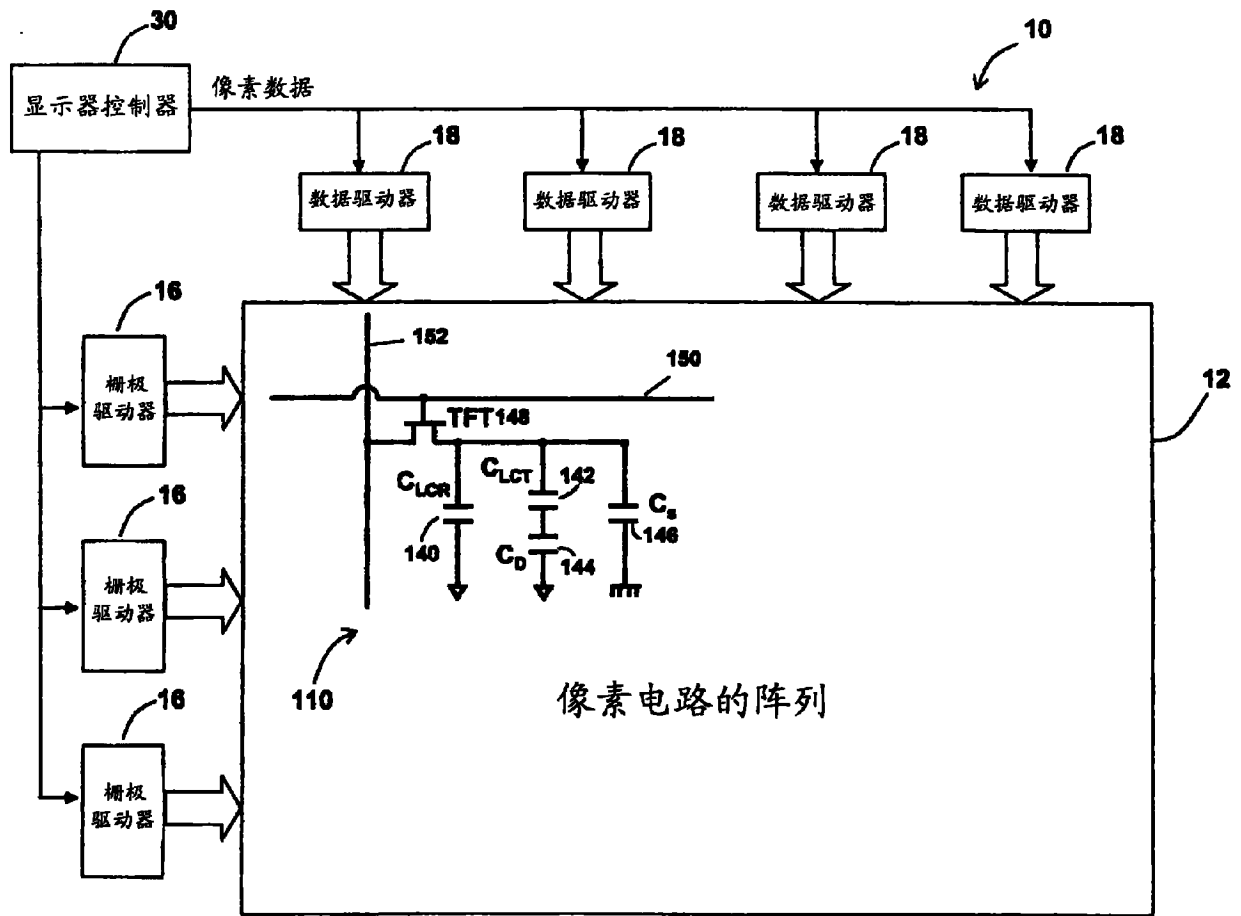 30
10
显示器控制器
像素数据
18
18
18
18
数据驱动器
数据驱动器
数据驱动器
数据驱动器
16
栅极
驱动器
152
150
12
TFT148
CLCR
CLCT
142
Cs
140
146
CD
144
16
栅极
驱动器
110
像素电路的阵列
16
栅极
驱动器